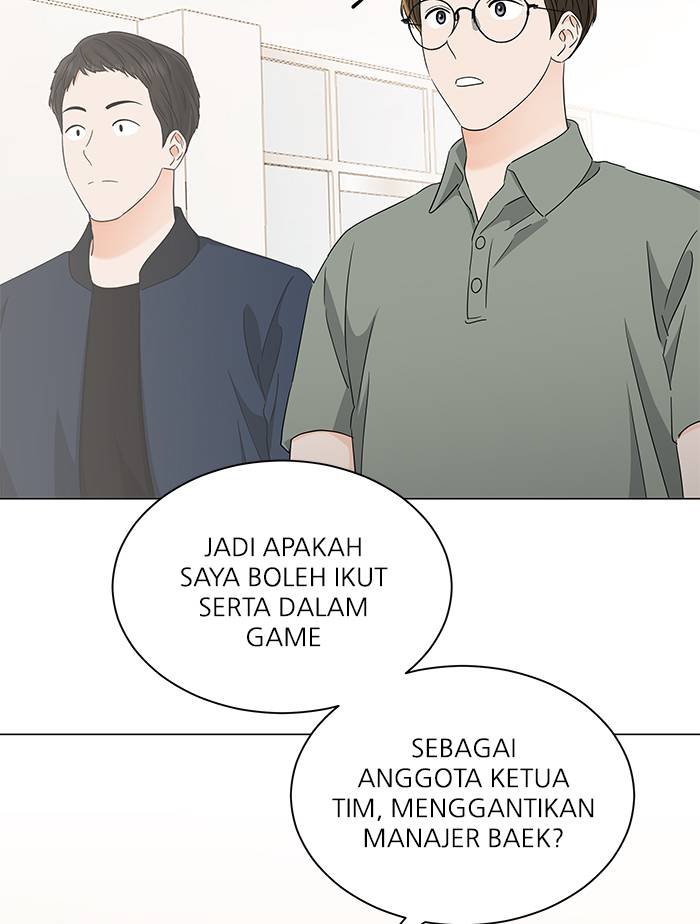 JADI APAKAH
SAYA BOLEH IKUT
SERTA DALAM
GAME
SEBAGAI
ANGGOTA KETUA
TIM, MENGGANTIKAN
MANAJER BAEK?